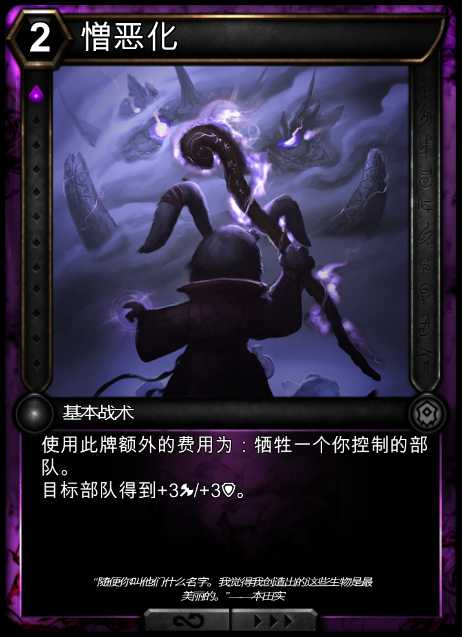 2
憎恶化
基本战术
使用此牌额外的费用为：牺牲一个你控制的部
队。
目标部队得到+3/+3。
“随便你叫他们什么名字。我觉得我创造出的这些生物是最
美丽的。”——本田实